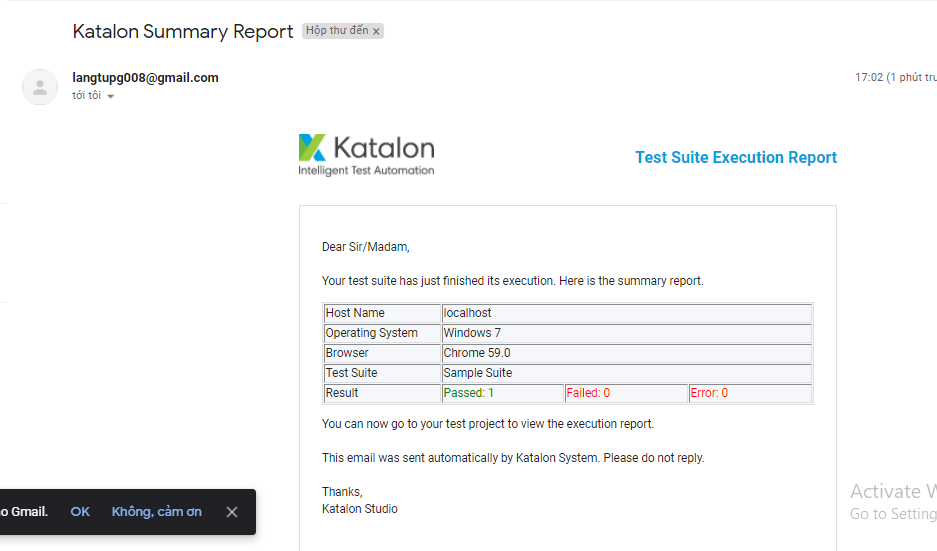 Katalon Summary Report Hộp thư đến x
langtupg008@gmail.com 17:02 (1 phút
tới tôi
Katalon
Intelligent Test Automation
Test Suite Execution Report
Dear Sir/Madam,
Your test suite has just finished its execution. Here is the summary report.
Host Name localhost
Operating System Windows 7
Browser Chrome 59.0
Test Suite Sample Suite
Result Passed: 1 Failed: 0 Error: 0
You can now go to your test project to view the execution report.
This email was sent automatically by Katalon System. Please do not reply.
Thanks,
Katalon Studio
Activate
Go to Setting
Gmail. OK Không, cảm ơn